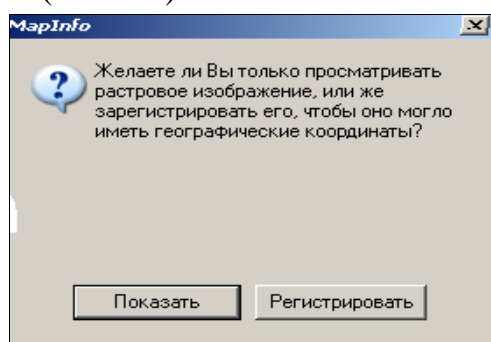 MapInfo
Желаете ли Вы только просматривать
растровое изображение, или же
зарегистрировать его, чтобы оно могло
иметь географические координаты?
Показать
Регистрировать